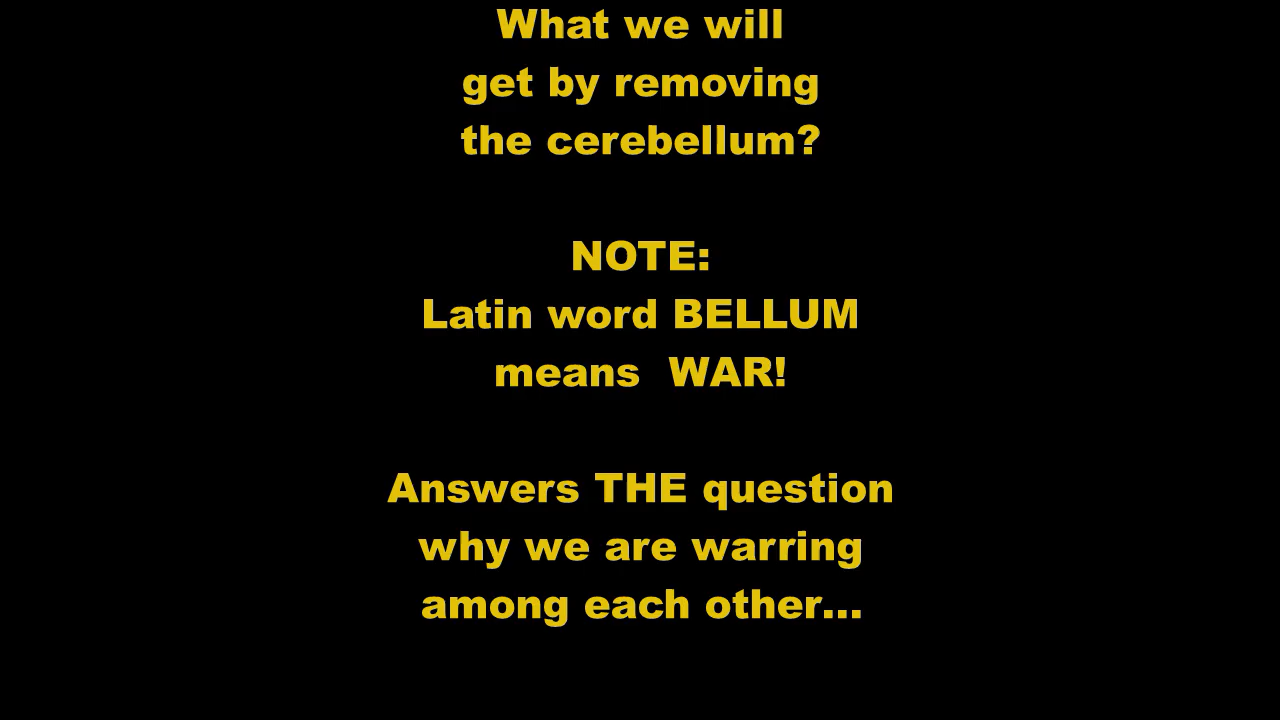 What we will
get by removing
the cerebellum?
NOTE:
Latin word BELLUM
means  WAR!
Answers THE question
why we are warring
among each other...